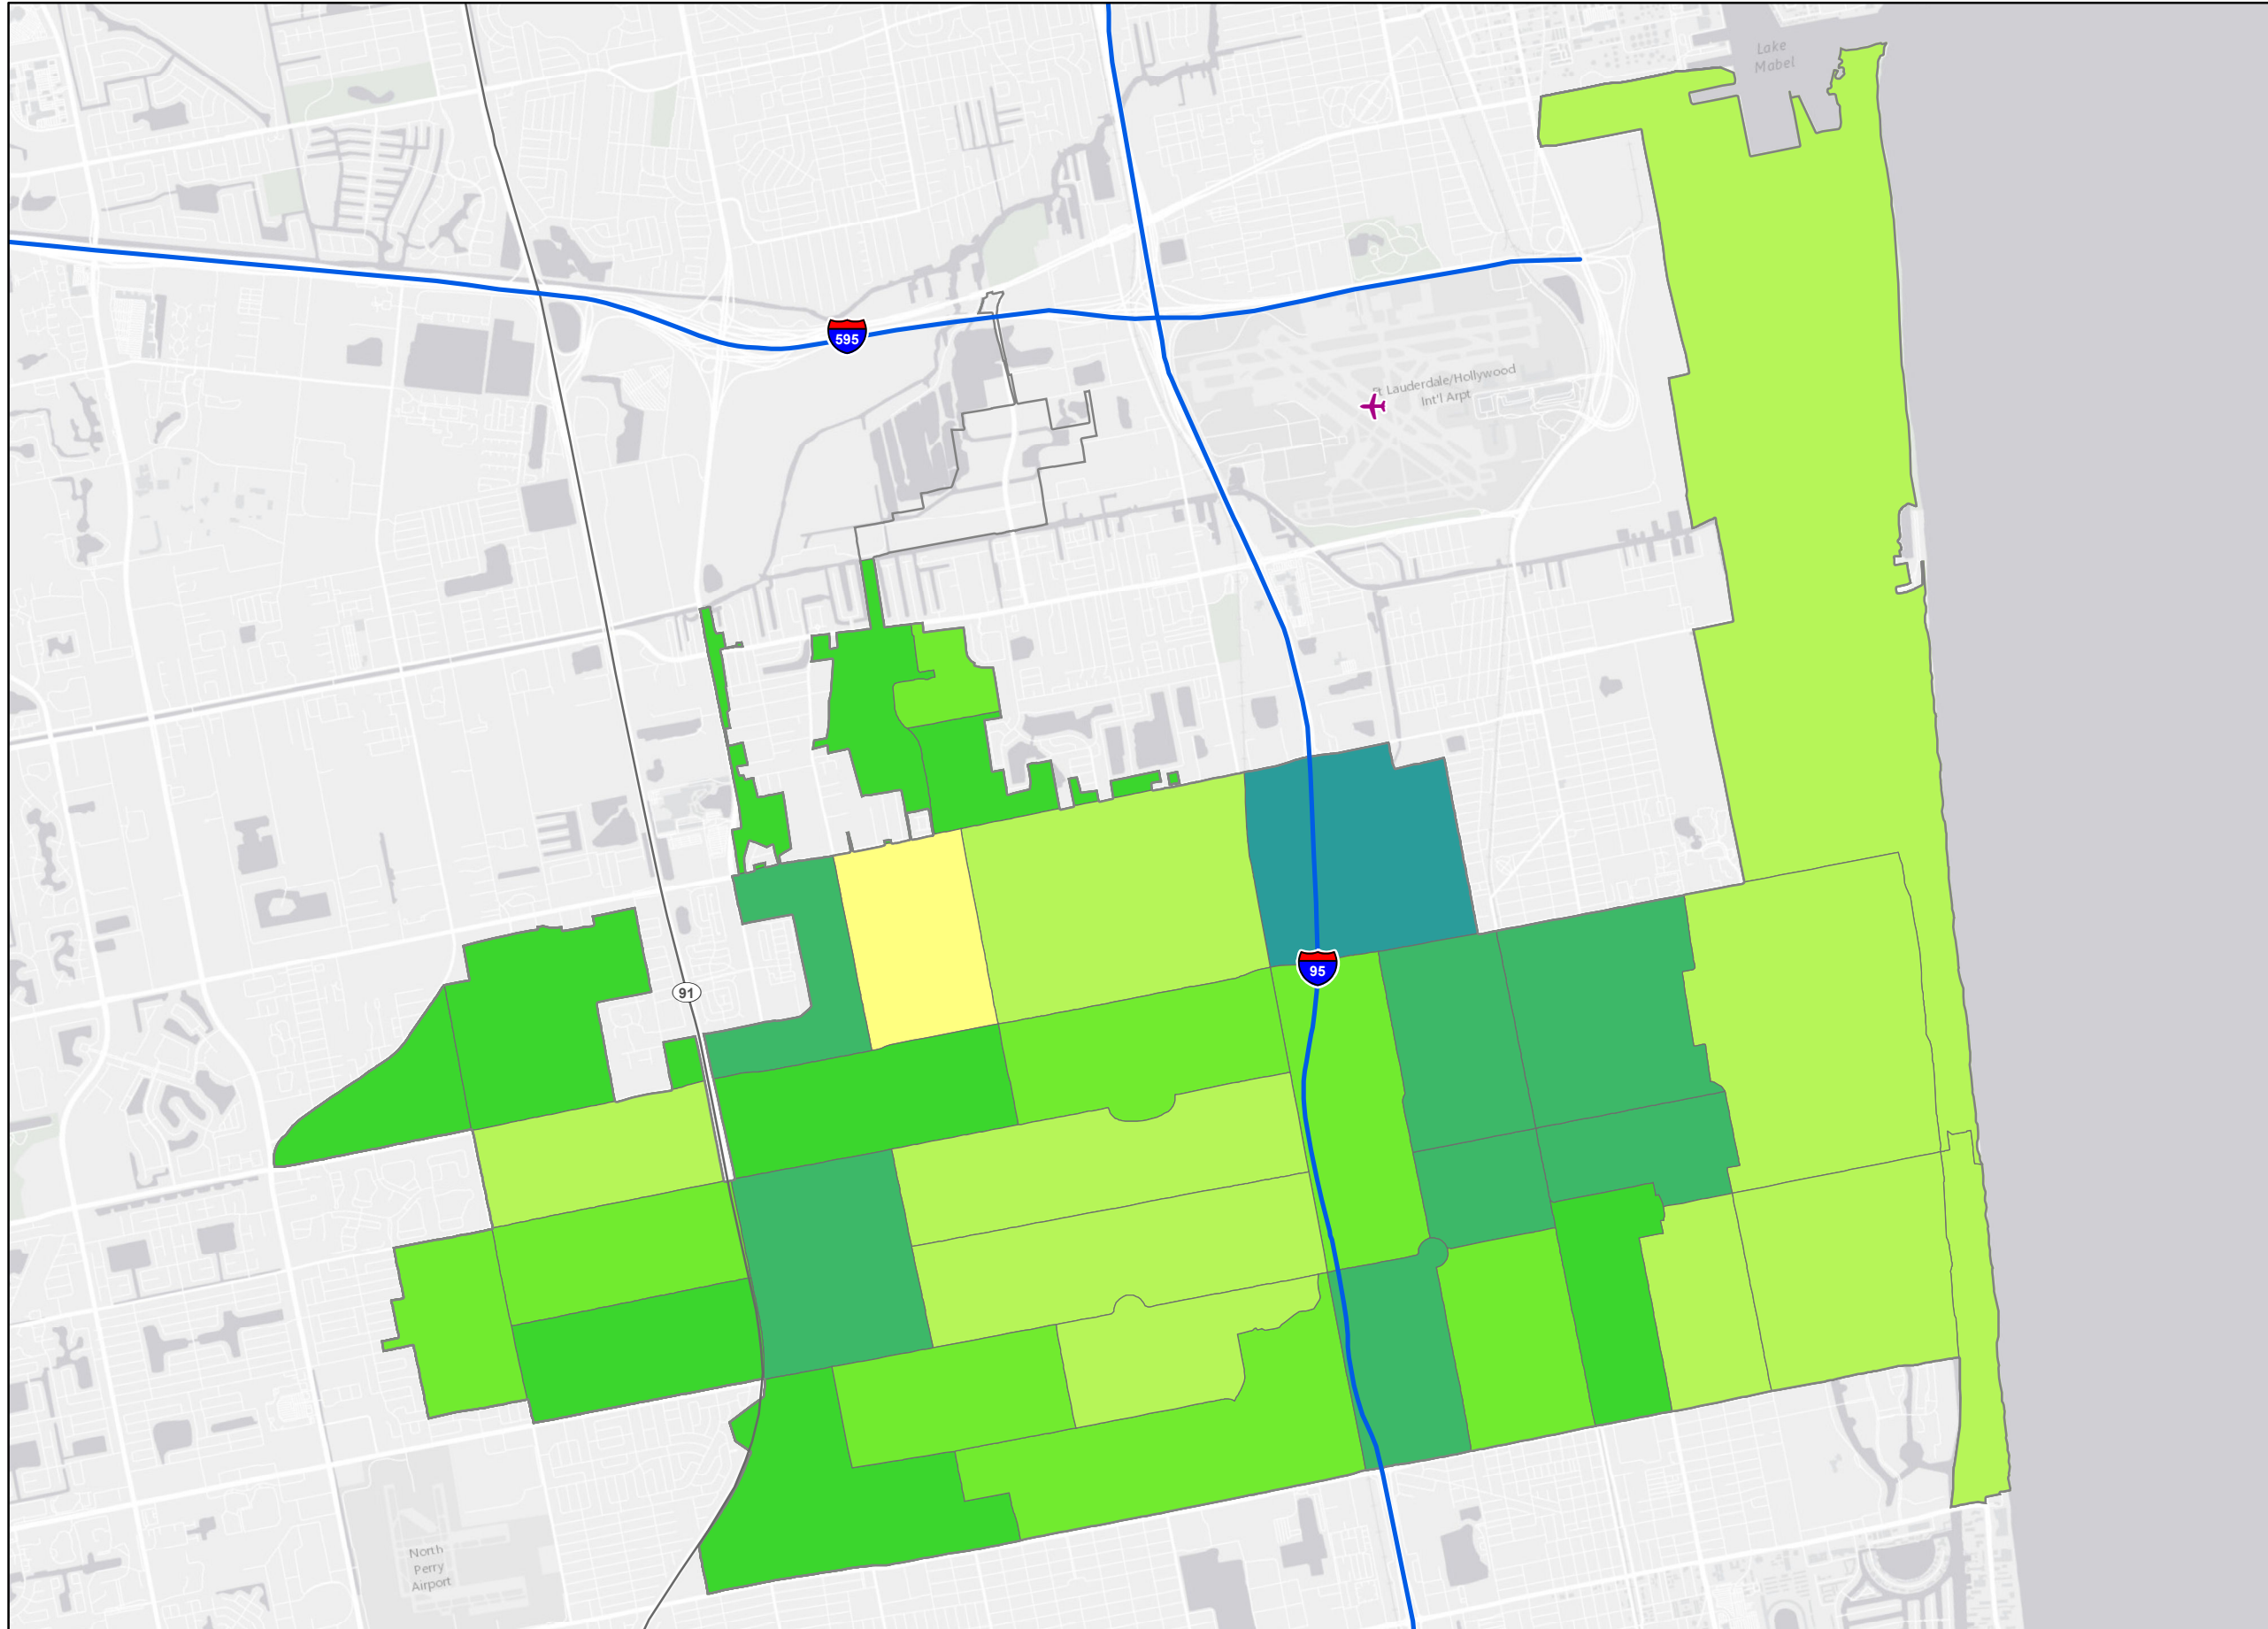 Lake
Mabel
595
Ft Lauderdale/Hollywood
Int'l Arpt
95
91
North
Perry
Airport